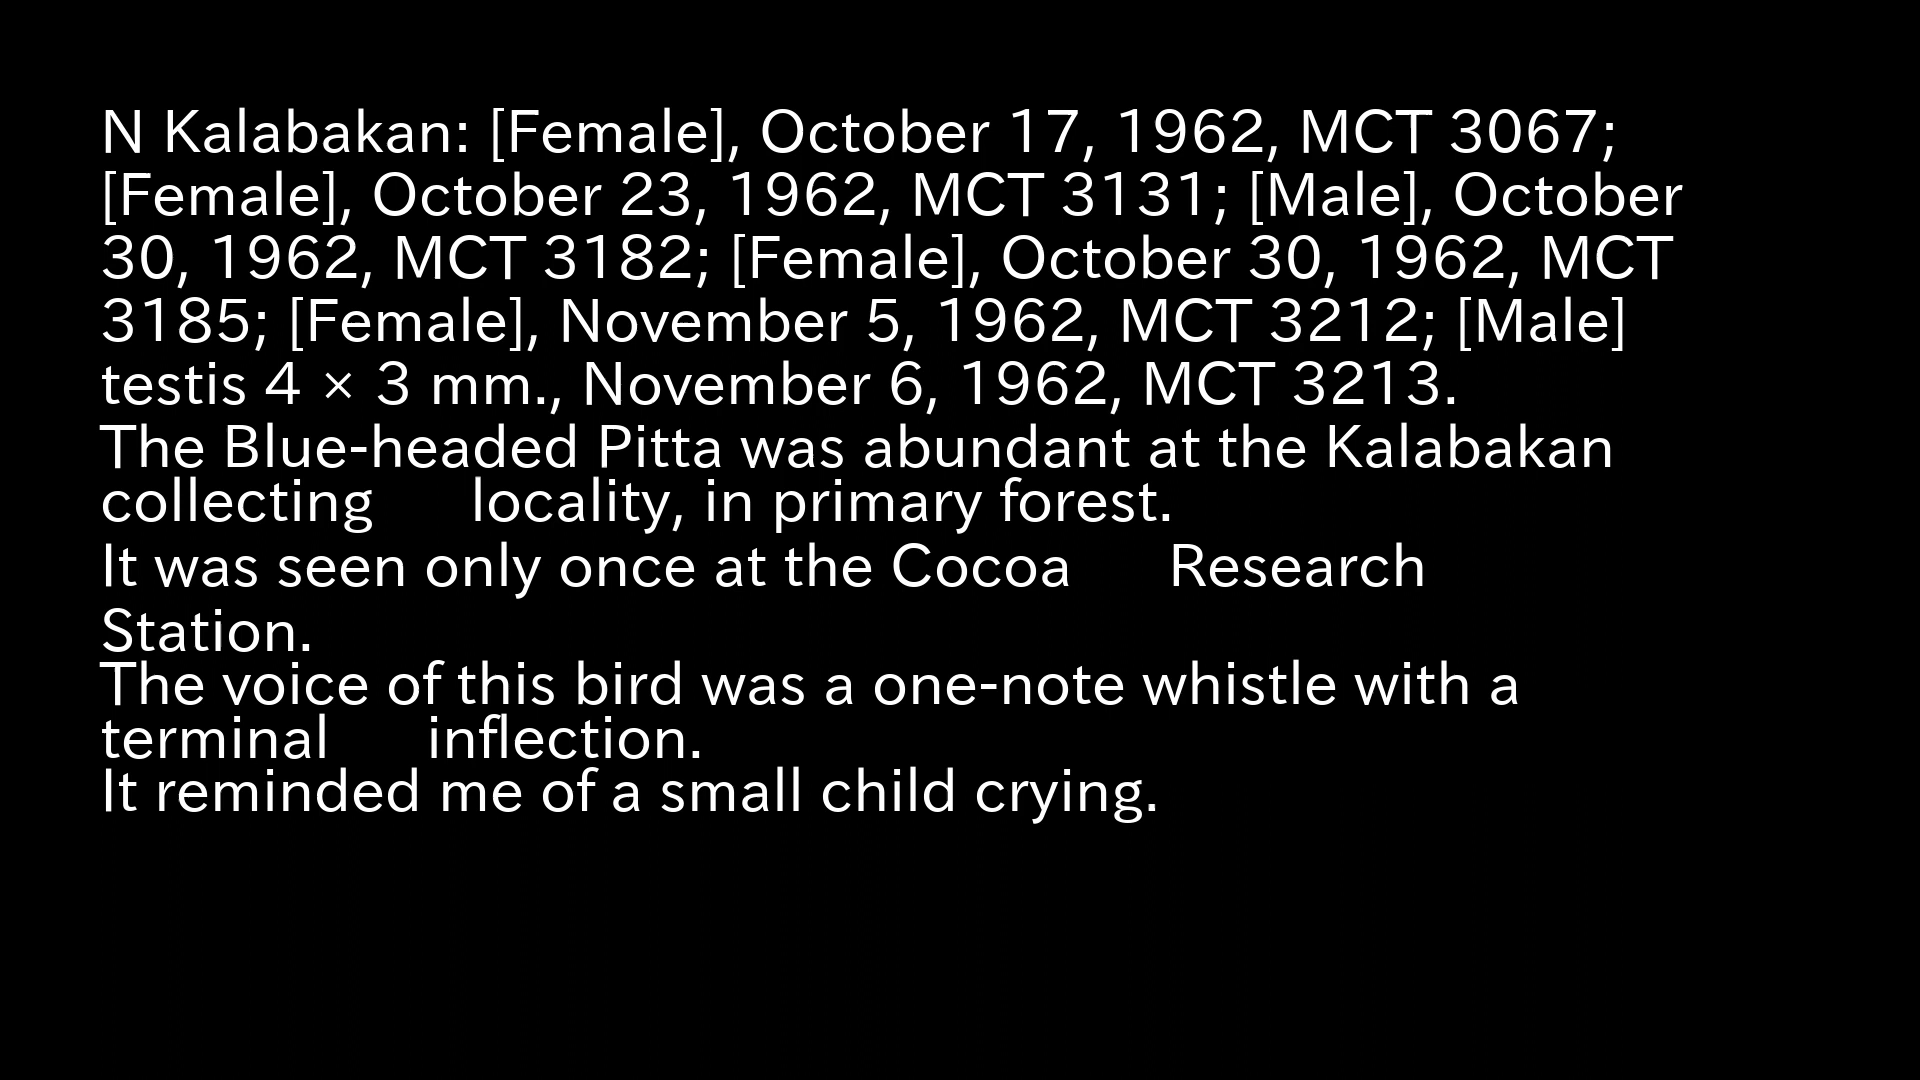 N Kalabakan: [Female], October 17, 1962, MCT 3067;
[Female], October 23, 1962, MCT 3131; [Male], October
30, 1962, MCT 3182; [Female], October 30, 1962, MCT
3185; [Female], November 5, 1962, MCT 3212; [Male]
testis 4 × 3 mm., November 6, 1962, MCT 3213.
The Blue-headed Pitta was abundant at the Kalabakan
collecting locality, in primary forest.
It was seen only once at the Cocoa Research
Station.
The voice of this bird was a one-note whistle with a
terminal inflection.
It reminded me of a small child crying.